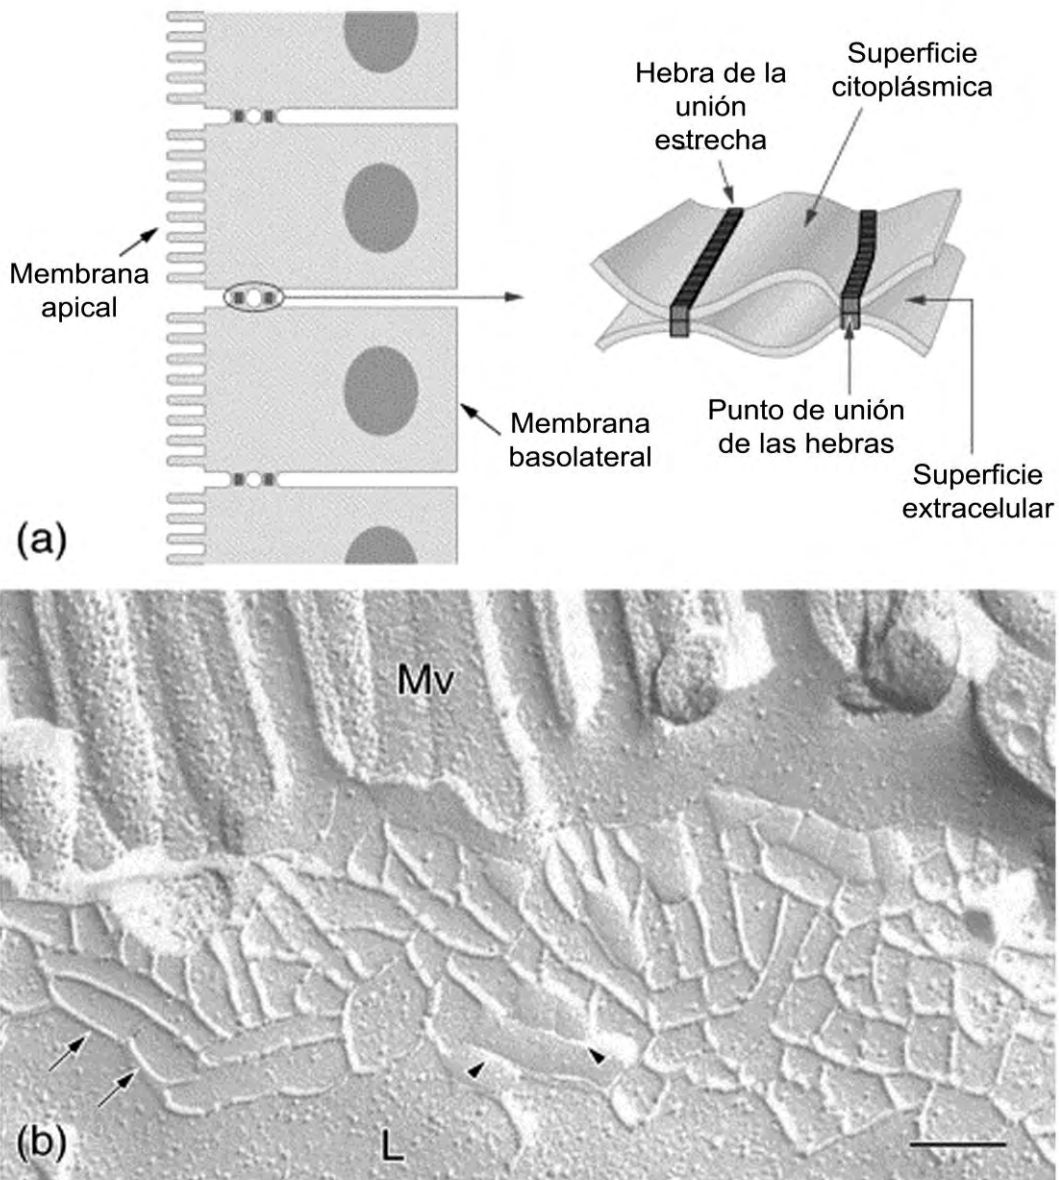 Hebra de la
unión
estrecha
Superficie
citoplásmica
Membrana
apical
Membrana
basolateral
Punto de unión
de las hebras
Superficie
extracelular
(a)
Mv
(b)
L